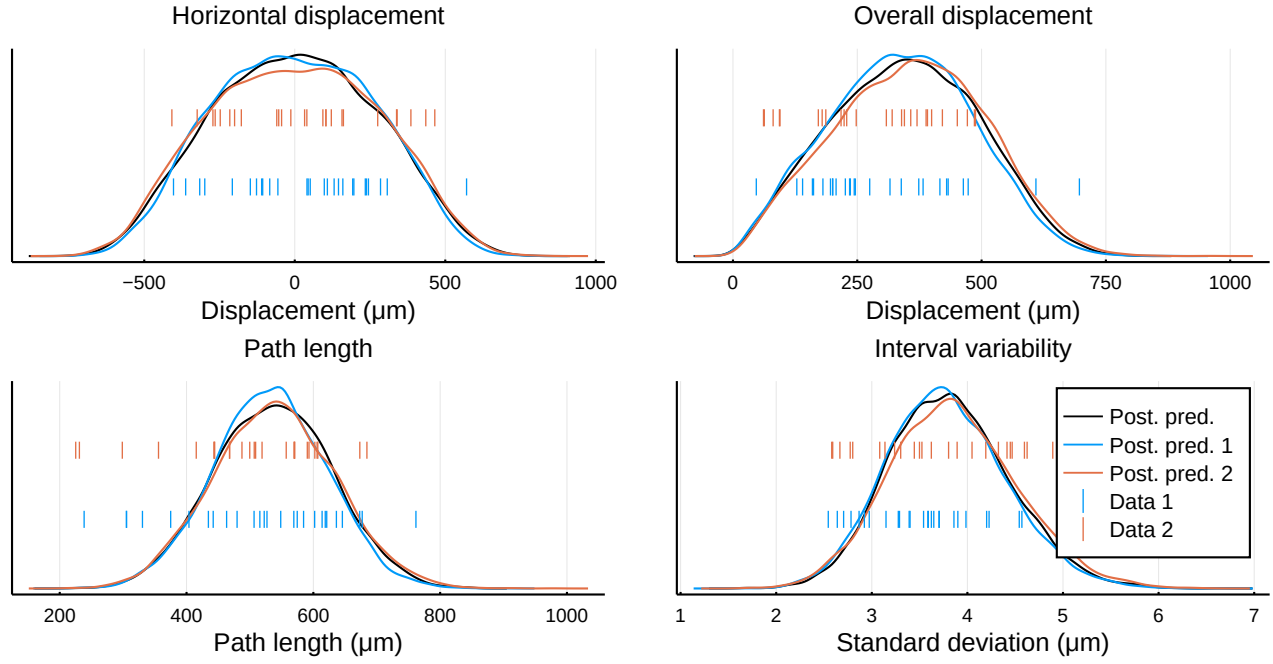 Horizontal displacement
−500 0 500 1000
Displacement (µm)
Overall displacement
0 250 500 750 1000
Displacement (µm)
Path length
200 400 600 800 1000
Path length (µm)
Interval variability
Post. pred.
Post. pred. 1
Post. pred. 2
Data 1
Data 2
1 2 3 4 5 6 7
Standard deviation (µm)